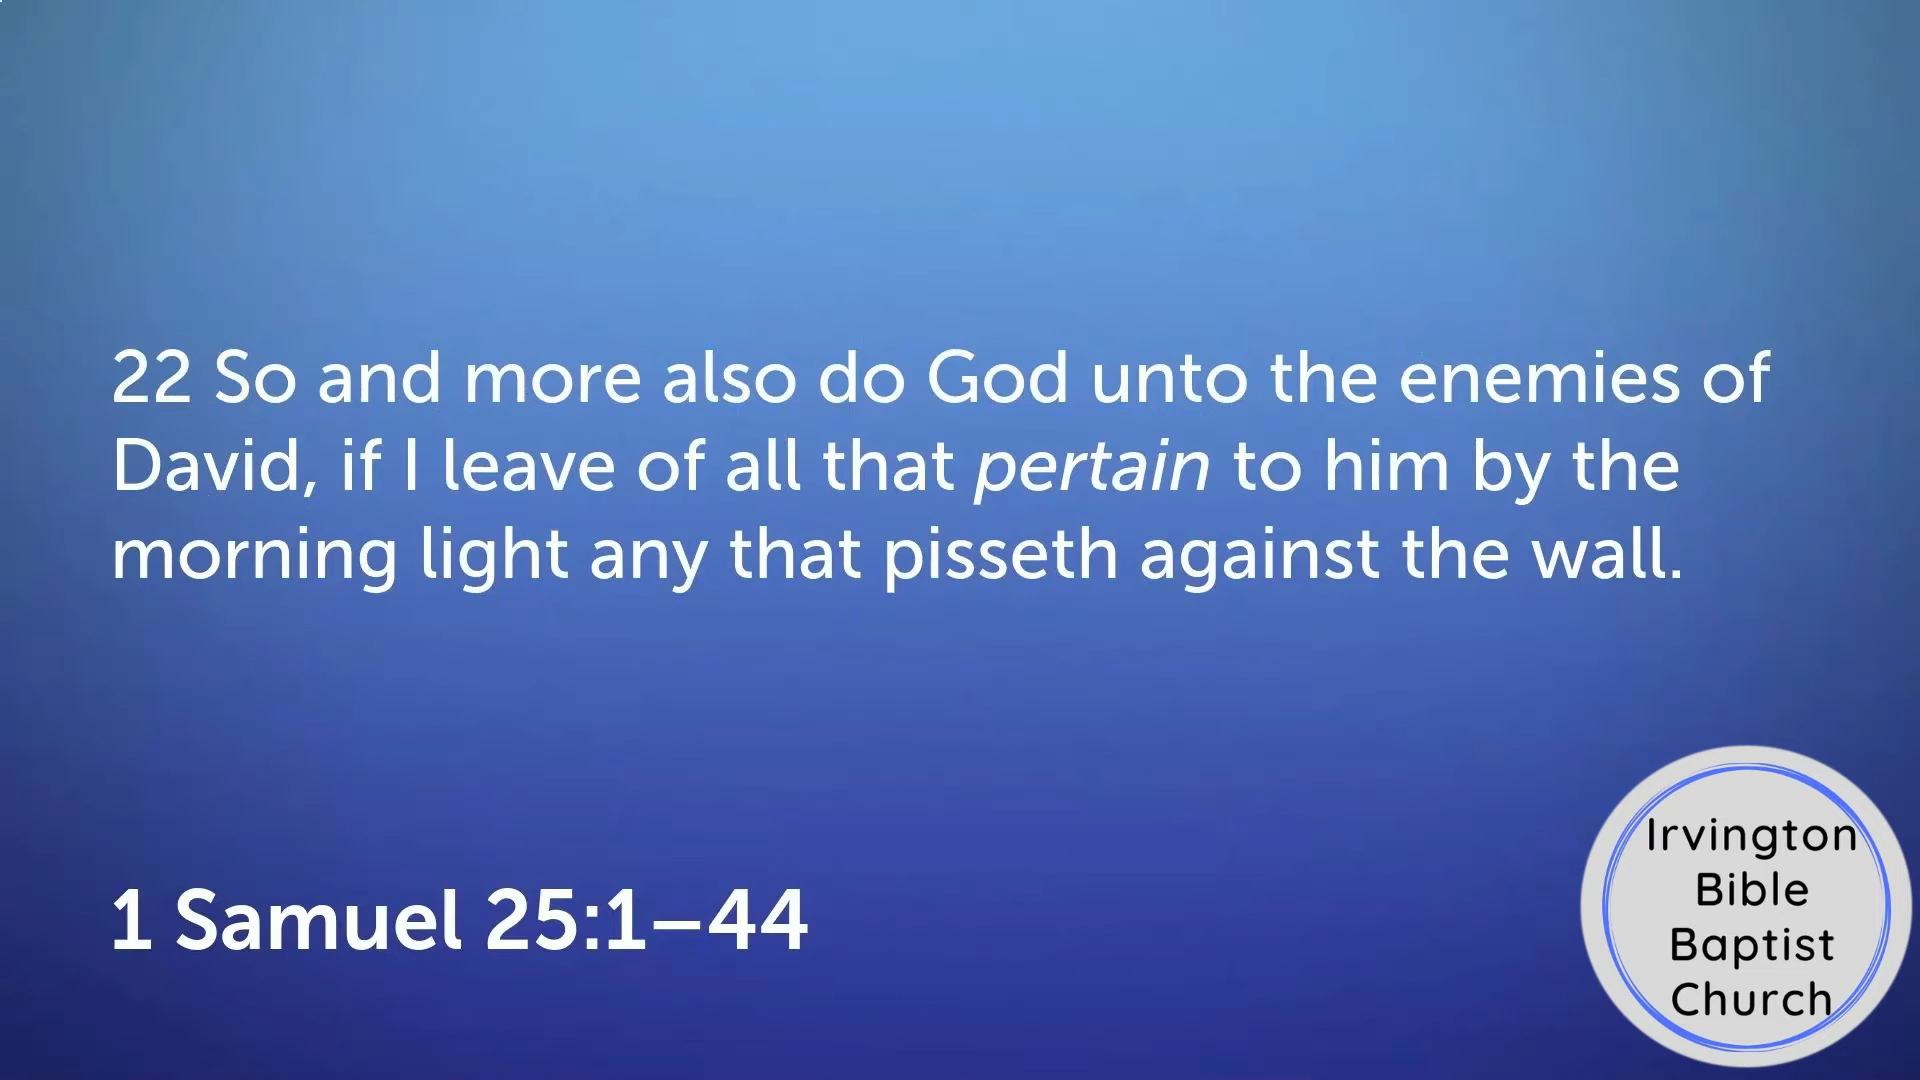 22 So and more also do God unto the enemies of
David, if I leave of all that pertain to him by the
morning light any that pisseth against the wall.
1 Samuel 25:1–44
Irvington
Bible
Baptist
Church